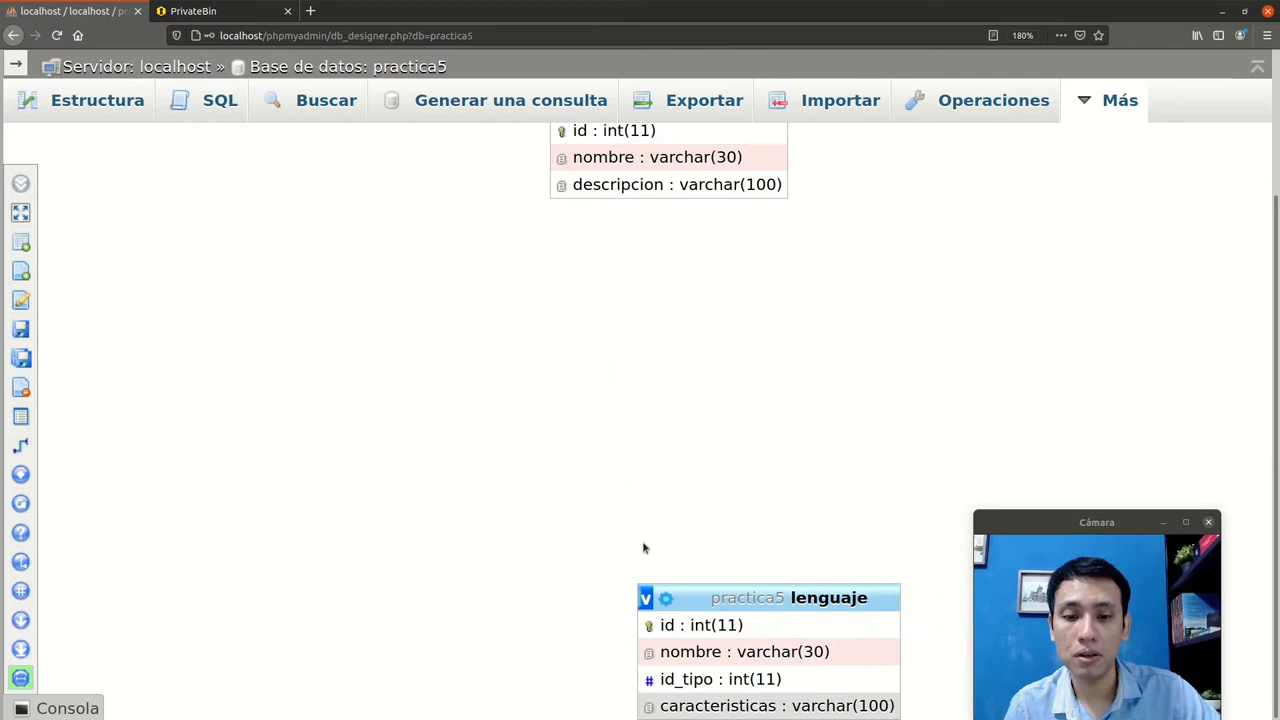 localhost / localhost / pr
PrivateBin
localhost/phpmyadmin/db_designer.php?db=practica5
180%
Servidor: localhost » Base de datos: practica5
Estructura
SQL
Buscar
Generar una consulta
Exportar
Importar
Operaciones
Más
id : int(11)
nombre : varchar(30)
descripcion : varchar(100)
Cámara
v practica5 lenguaje
id : int(11)
nombre : varchar(30)
# id_tipo : int(11)
caracteristicas : varchar(100)
Consola